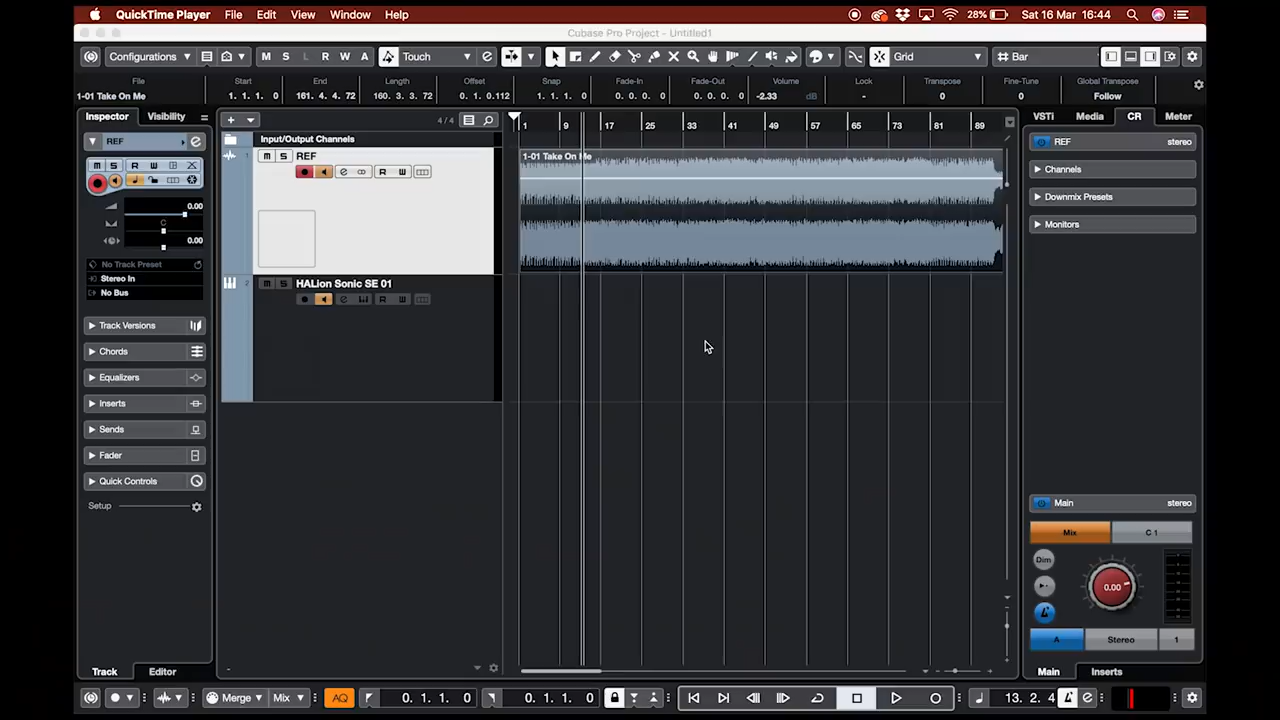 QuickTime Player File Edit View Window Help 28% Sat 16 Mar 16:44
Cubase Pro Project - Untitled1
Configurations M S L R W A Touch Grid Bar
File Start End Length Offset Snap Fade-In Fade-Out Volume Lock Transpose Fine-Tune Global Transpose
1-01 Take On Me 1. 1. 1. 0 161. 4. 4. 72 160. 3. 3. 72 0. 1. 0.112 1. 1. 1. 0 0. 0. 0. 0 0. 0. 0. 0 -2.33 dB - 0 0 Follow
Inspector Visibility 4 / 4 1 9 17 25 33 41 49 57 65 73 81 89 VSTi Media CR Meter
REF Input/Output Channels REF stereo
M S R W 1 M S REF 1-01 Take On Me
R W Channels
0.00 Downmix Presets
C Monitors
0.00
No Track Preset
Stereo In 2 M S HALion Sonic SE 01
No Bus R W
Track Versions
Chords
Equalizers
Inserts
Sends
Fader
Quick Controls
Setup Main stereo
Mix C 1
Dim
0.00
A Stereo 1
Track Editor Main Inserts
Merge Mix AQ 0. 1. 1. 0 0. 1. 1. 0 13. 2. 4.